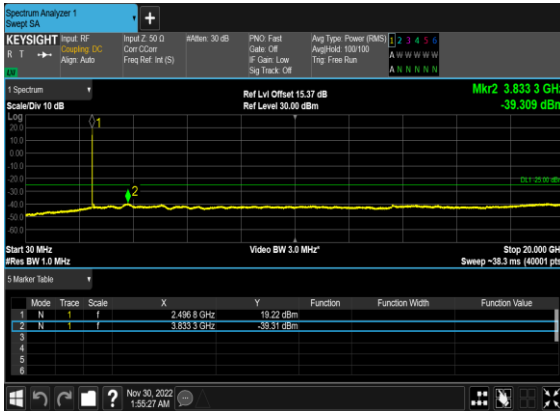 Spectrum Analyzer 1
Swept SA
+
KEYSIGHT Input: RF Input Z: 50 Ω #Atten: 30 dB PNO: Fast Avg Type: Power (RMS) 1 2 3 4 5 6
R T Coupling: DC Corr CCorr Gate: Off Avg|Hold: 100/100 A W W W W W
Align: Auto Freq Ref: Int (S) IF Gain: Low Trig: Free Run
Sig Track: Off A N N N N N
1 Spectrum Ref Lvl Offset 15.37 dB Mkr2 3.833 3 GHz
Scale/Div 10 dB Ref Level 30.00 dBm -39.309 dBm
Log
20.0
10.0
0.00
-10.0
-20.0
-30.0
-40.0
-50.0
-60.0
1
2
DL1 -25.00 dBm
Start 30 MHz Video BW 3.0 MHz* Stop 20.000 GHz
#Res BW 1.0 MHz Sweep ~38.3 ms (40001 pts)
5 Marker Table
Mode Trace Scale X Y Function Function Width Function Value
1 N 1 f 2.496 8 GHz 19.22 dBm
2 N 1 f 3.833 3 GHz -39.31 dBm
3
4
5
6
? Nov 30, 2022
1:55:27 AM